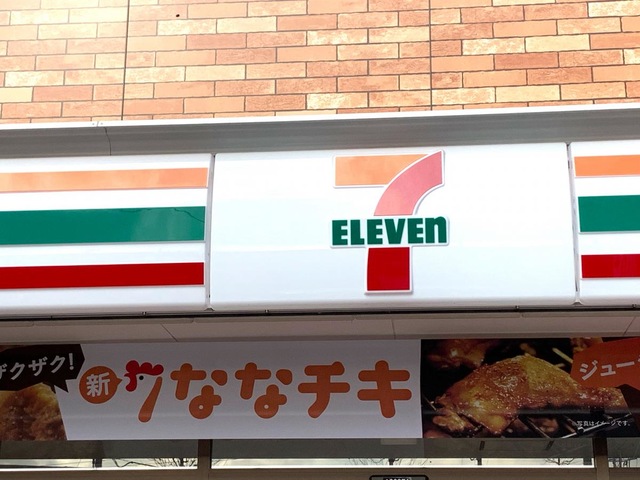 7
ELEVEn
ザクザク!
新
ななチキ
ジュー
写真はイメージです。